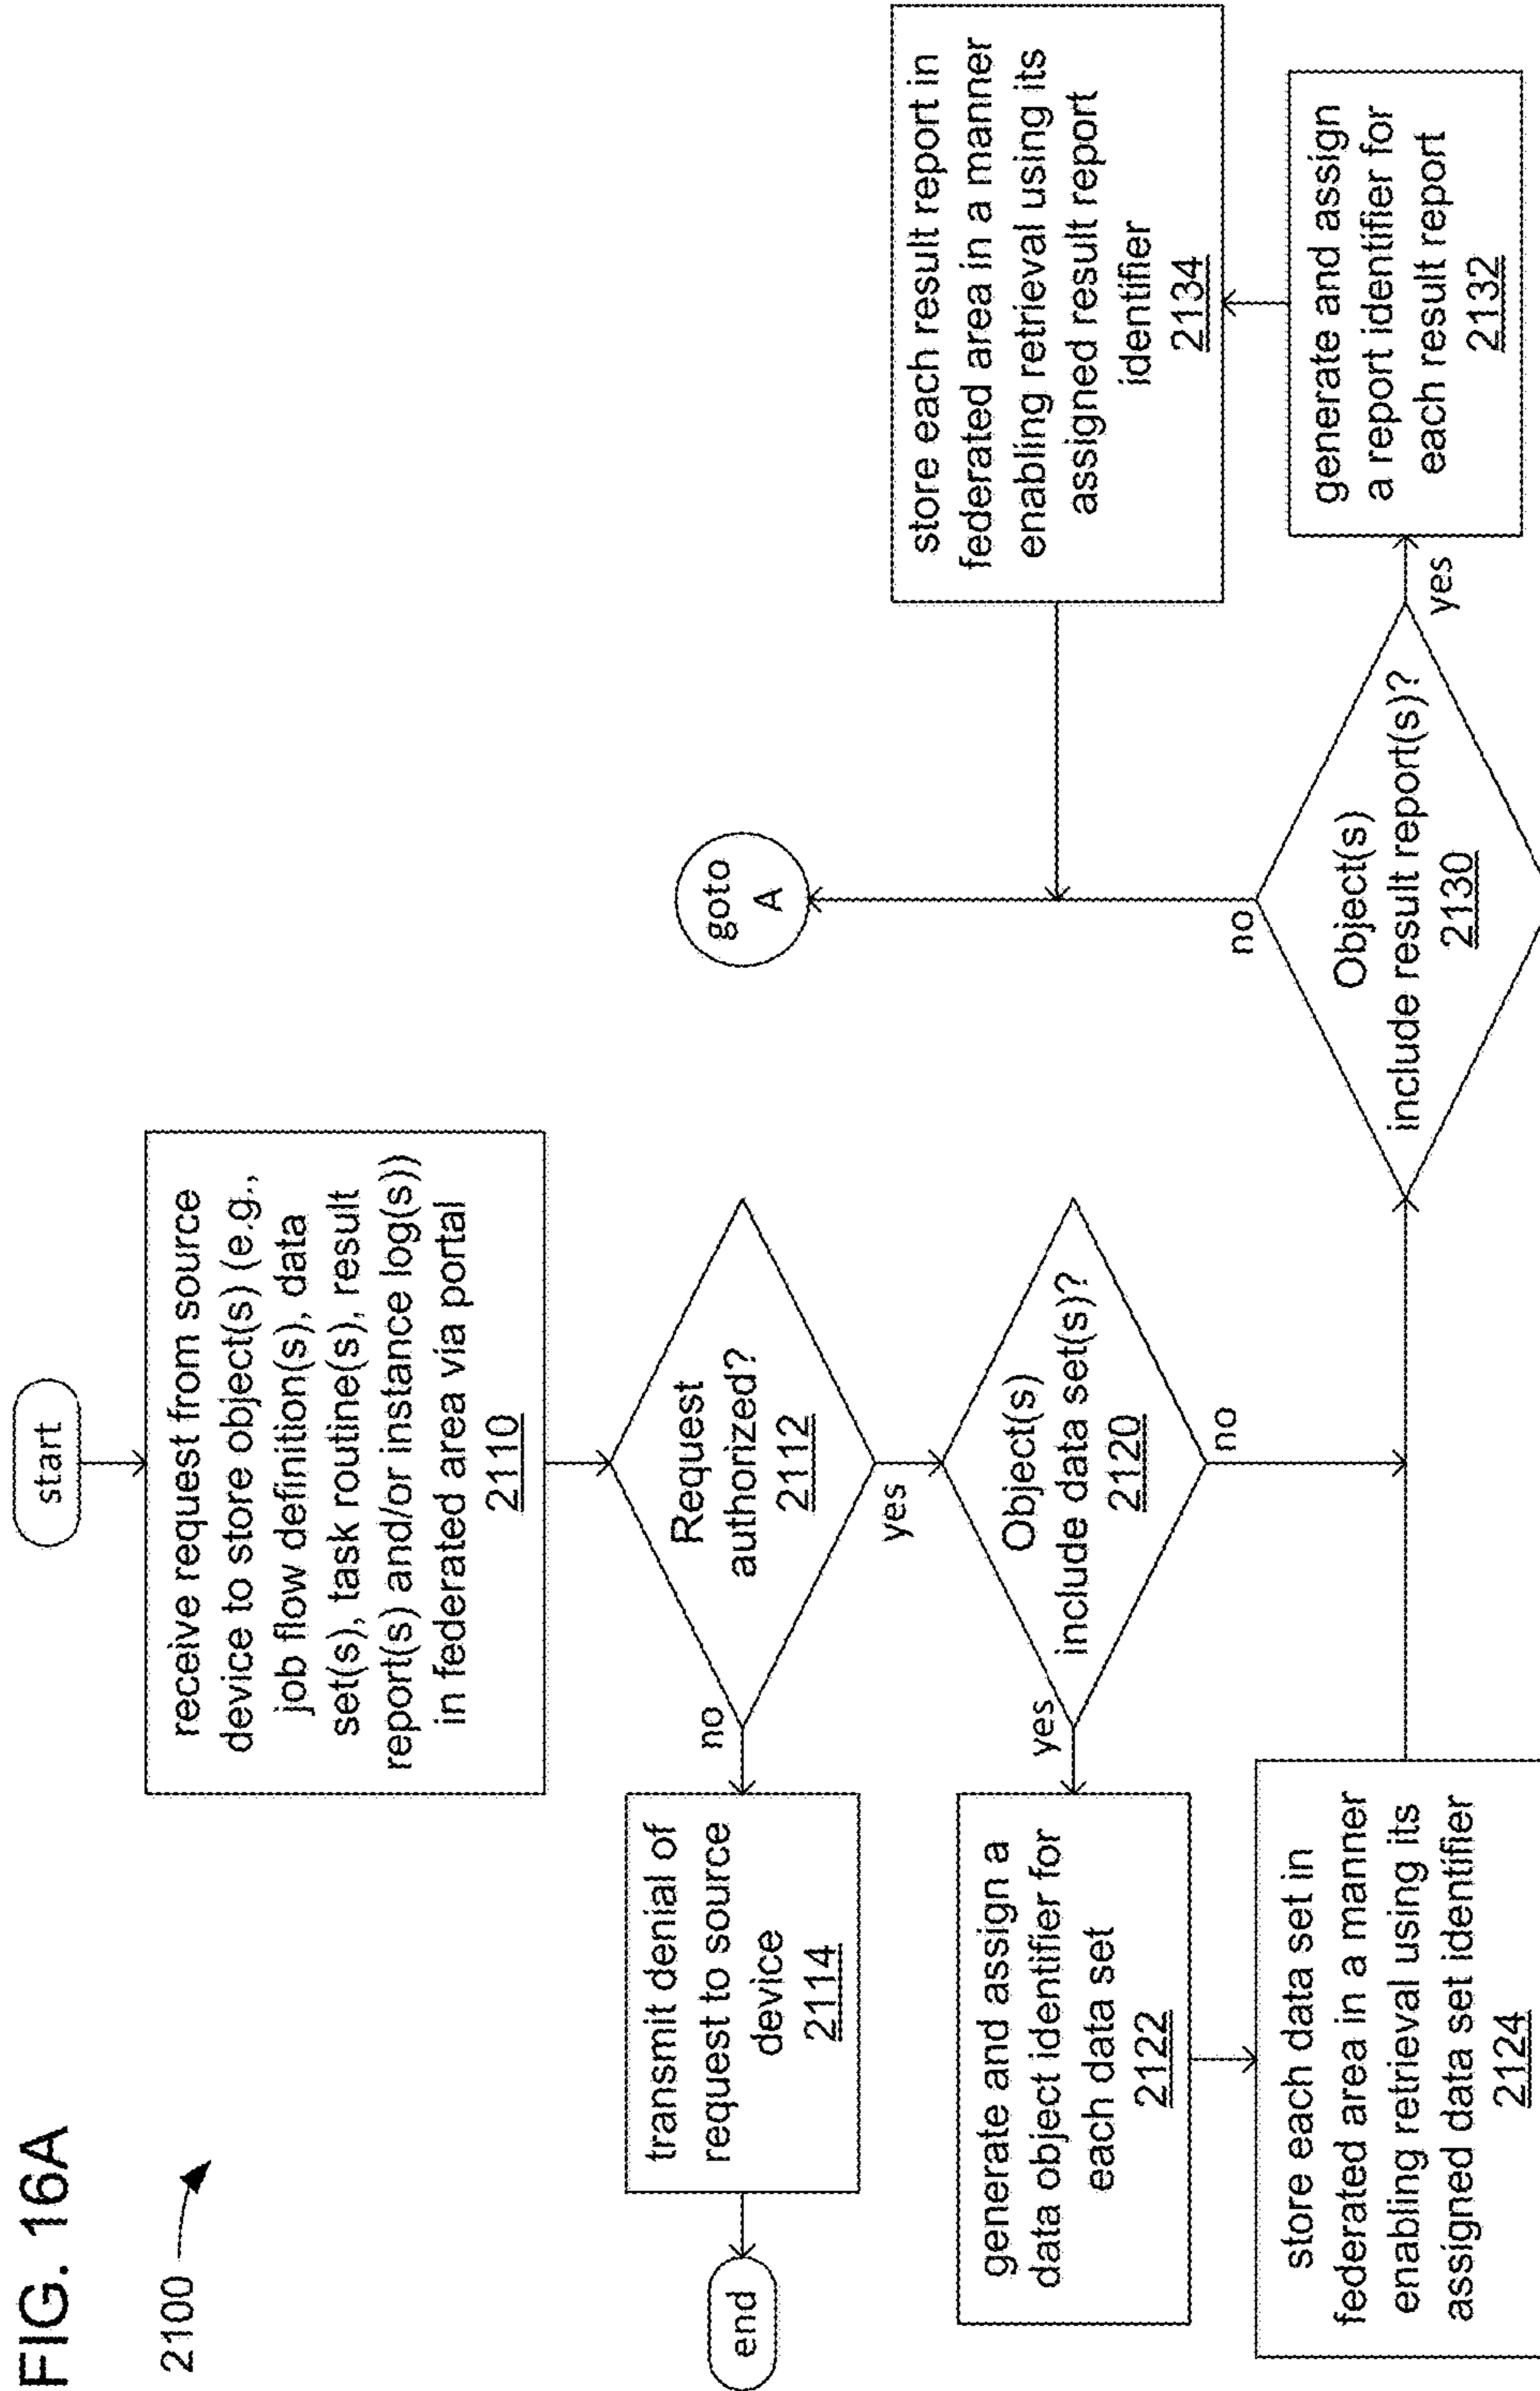 FIG. 16A
2100
start
receive request from source
device to store object(s) (e.g.,
job flow definition(s), data
set(s), task routine(s), result
report(s) and/or instance log(s))
in federated area via portal
2110
Request
authorized?
2112
no
yes
transmit denial of
request to source
device
2114
end
Object(s)
include data set(s)?
2120
yes
no
generate and assign a
data object identifier for
each data set
2122
store each data set in
federated area in a manner
enabling retrieval using its
assigned data set identifier
2124
Object(s)
include result report(s)?
2130
no
yes
generate and assign
a report identifier for
each result report
2132
store each result report in
federated area in a manner
enabling retrieval using its
assigned result report
identifier
2134
goto
A